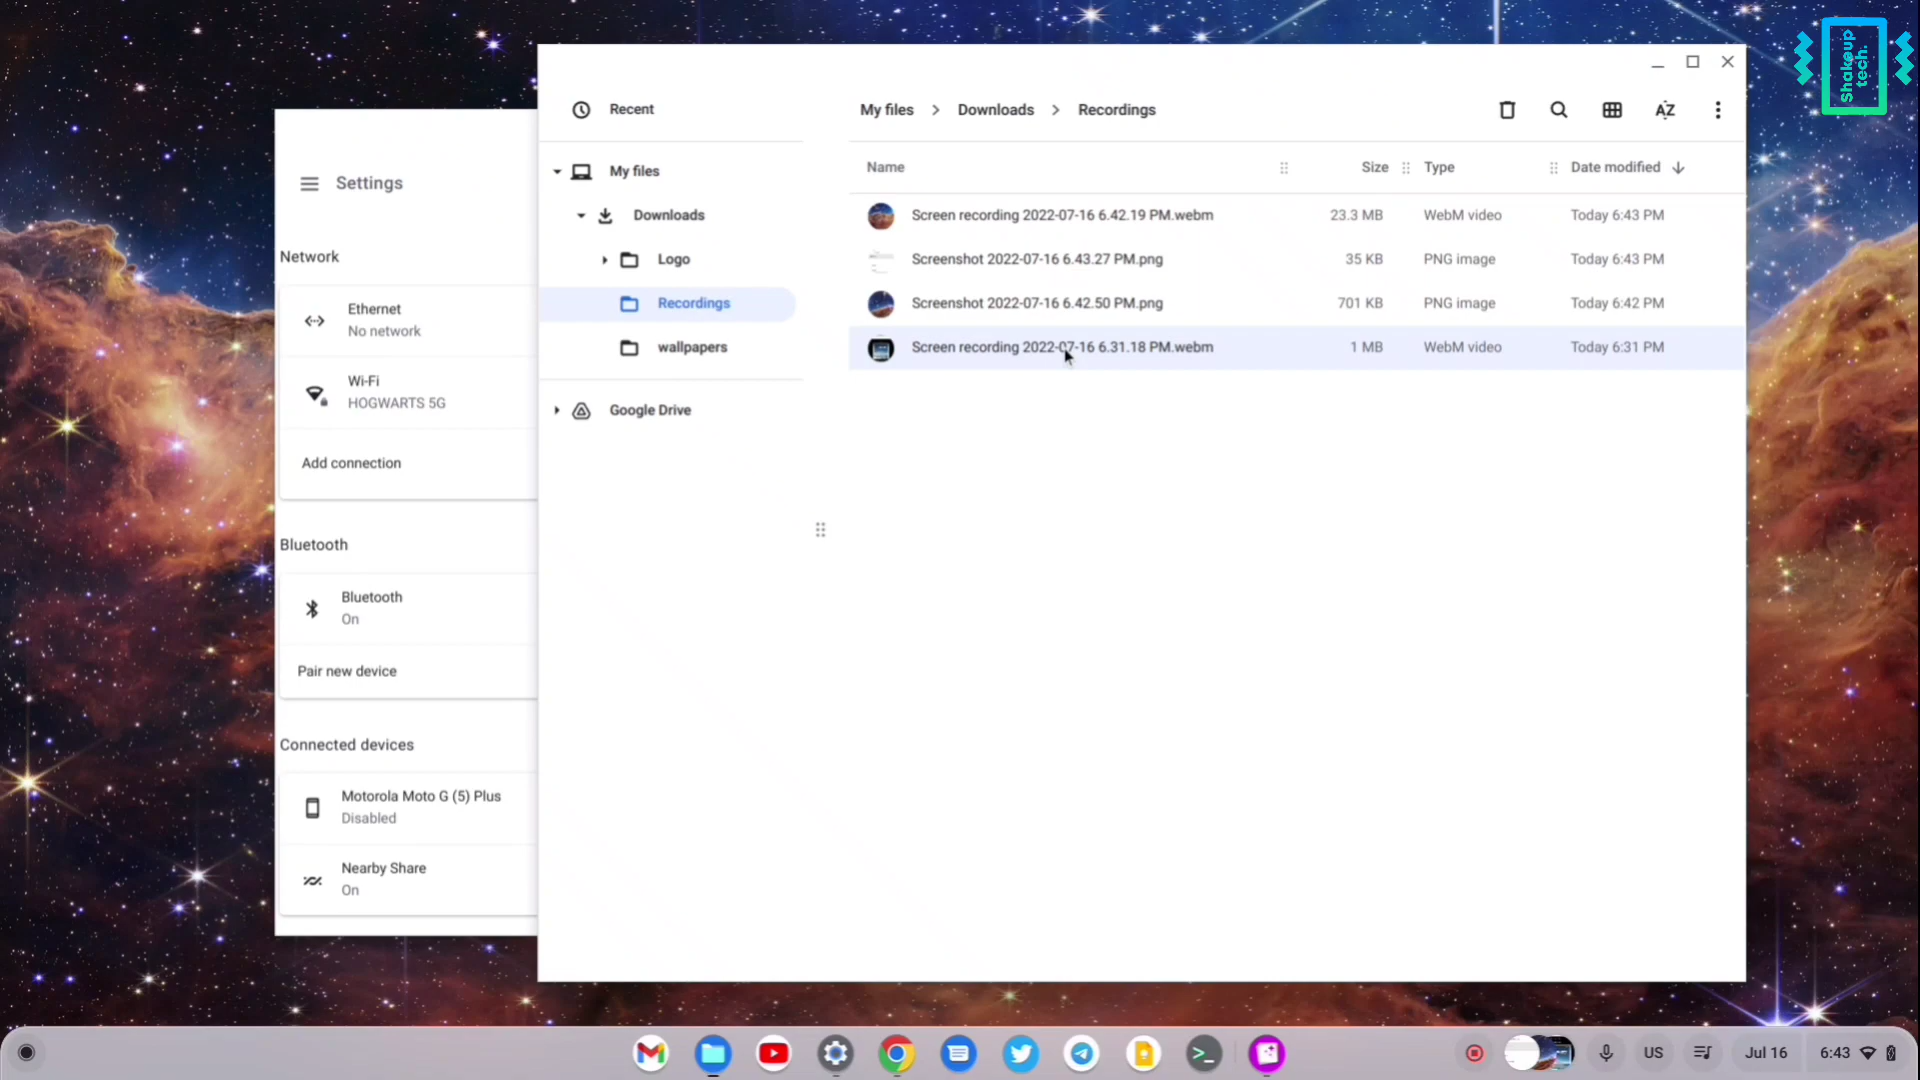 Shakeup
tech.
Settings
Network
Ethernet
No network
Wi-Fi
HOGWARTS 5G
Add connection
Bluetooth
Bluetooth
On
Pair new device
Connected devices
Motorola Moto G (5) Plus
Disabled
Nearby Share
On
Recent
My files
Downloads
Logo
Recordings
wallpapers
Google Drive
My files > Downloads > Recordings
AZ
Name Size Type Date modified
Screen recording 2022-07-16 6.42.19 PM.webm 23.3 MB WebM video Today 6:43 PM
Screenshot 2022-07-16 6.43.27 PM.png 35 KB PNG image Today 6:43 PM
Screenshot 2022-07-16 6.42.50 PM.png 701 KB PNG image Today 6:42 PM
Screen recording 2022-07-16 6.31.18 PM.webm 1 MB WebM video Today 6:31 PM
US Jul 16 6:43